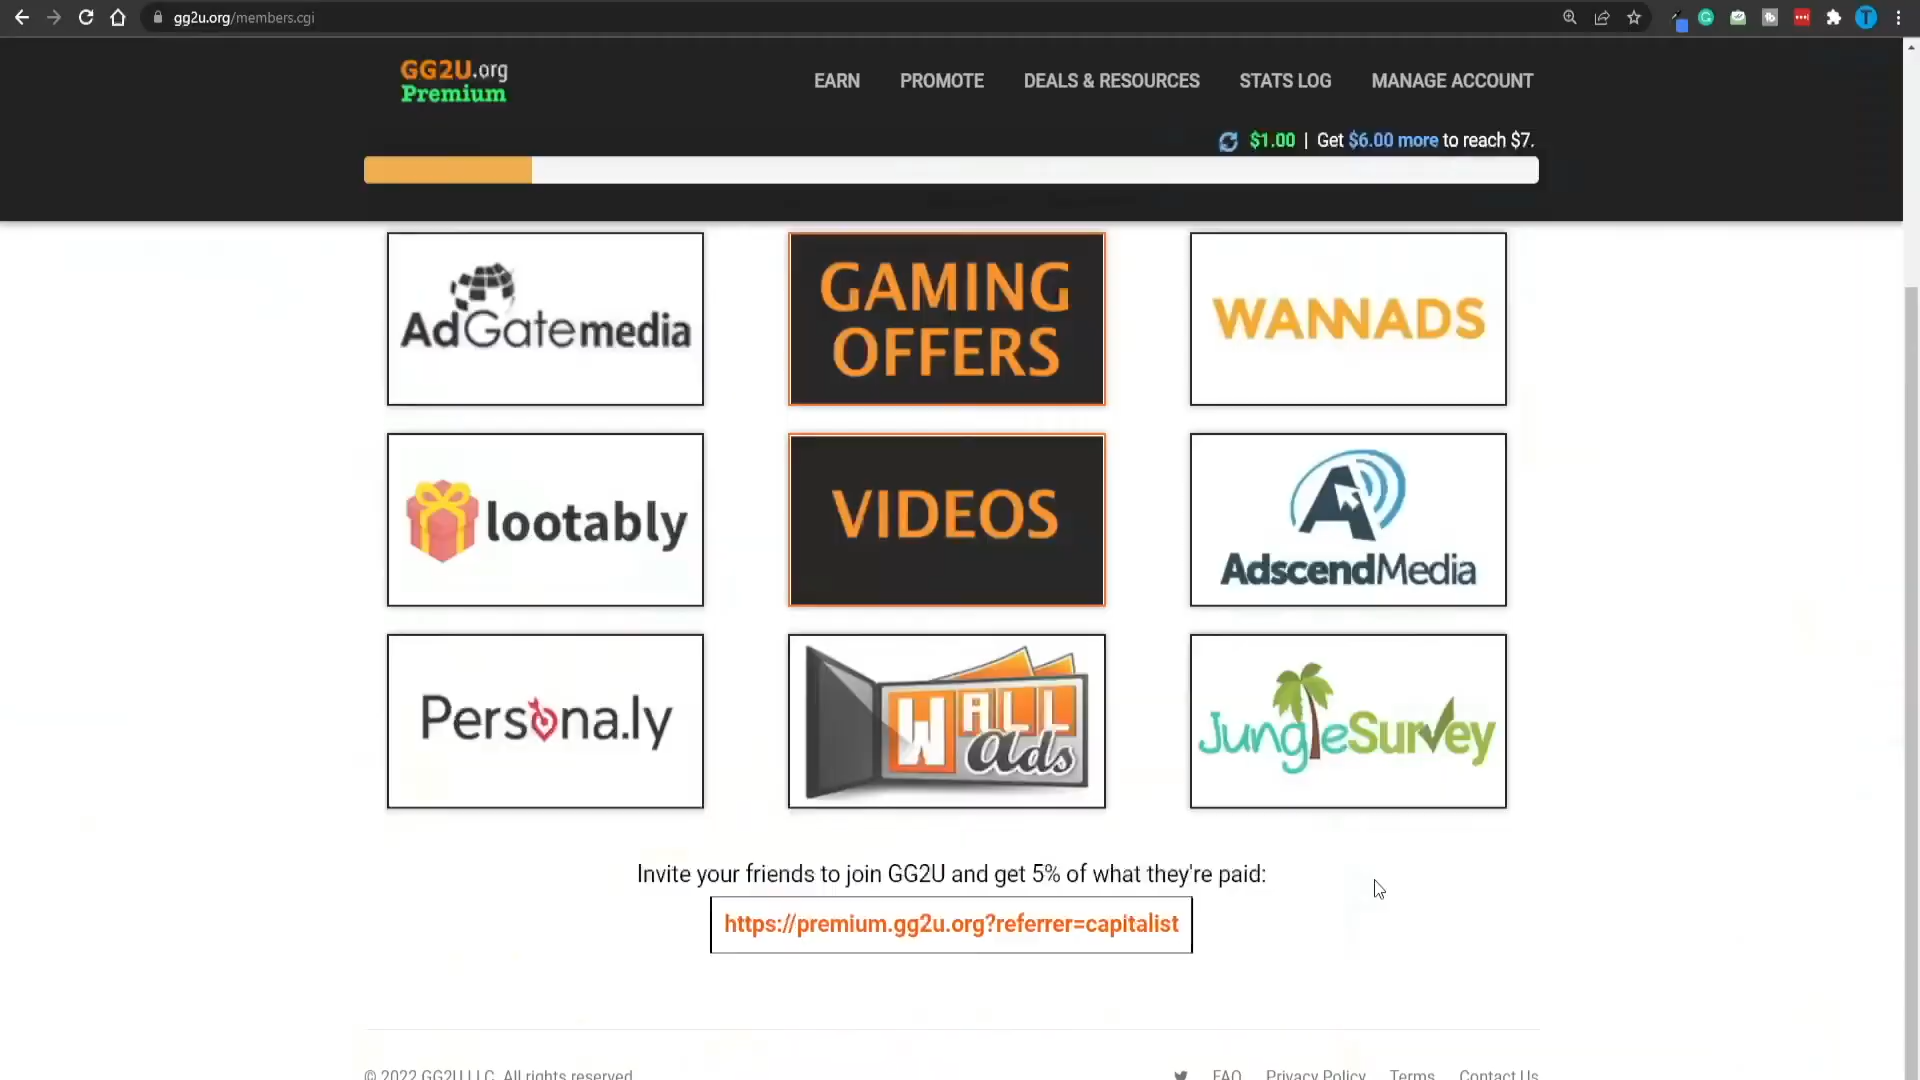 gg2u.org/members.cgi
GG2U.org
Premium
EARN PROMOTE DEALS & RESOURCES STATS LOG MANAGE ACCOUNT
$1.00 | Get $6.00 more to reach $7.
AdGatemedia
GAMING
OFFERS
WANNADS
lootably
VIDEOS
AdscendMedia
Persona.ly
WALL
Ads
JungleSurvey
Invite your friends to join GG2U and get 5% of what they're paid:
https://premium.gg2u.org?referrer=capitalist
© 2022 GG2U LLC. All rights reserved.
FAQ Privacy Policy Terms Contact Us